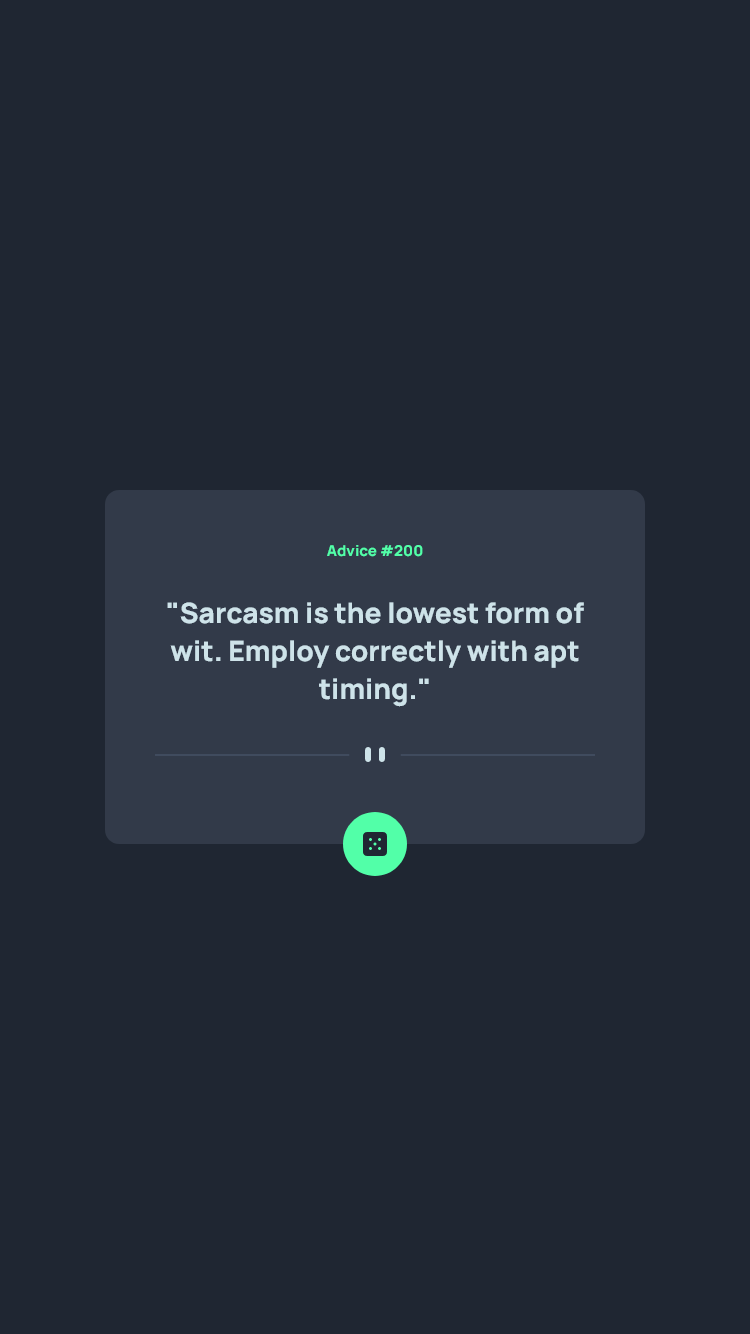 Advice #200
"Sarcasm is the lowest form of
wit. Employ correctly with apt
timing."